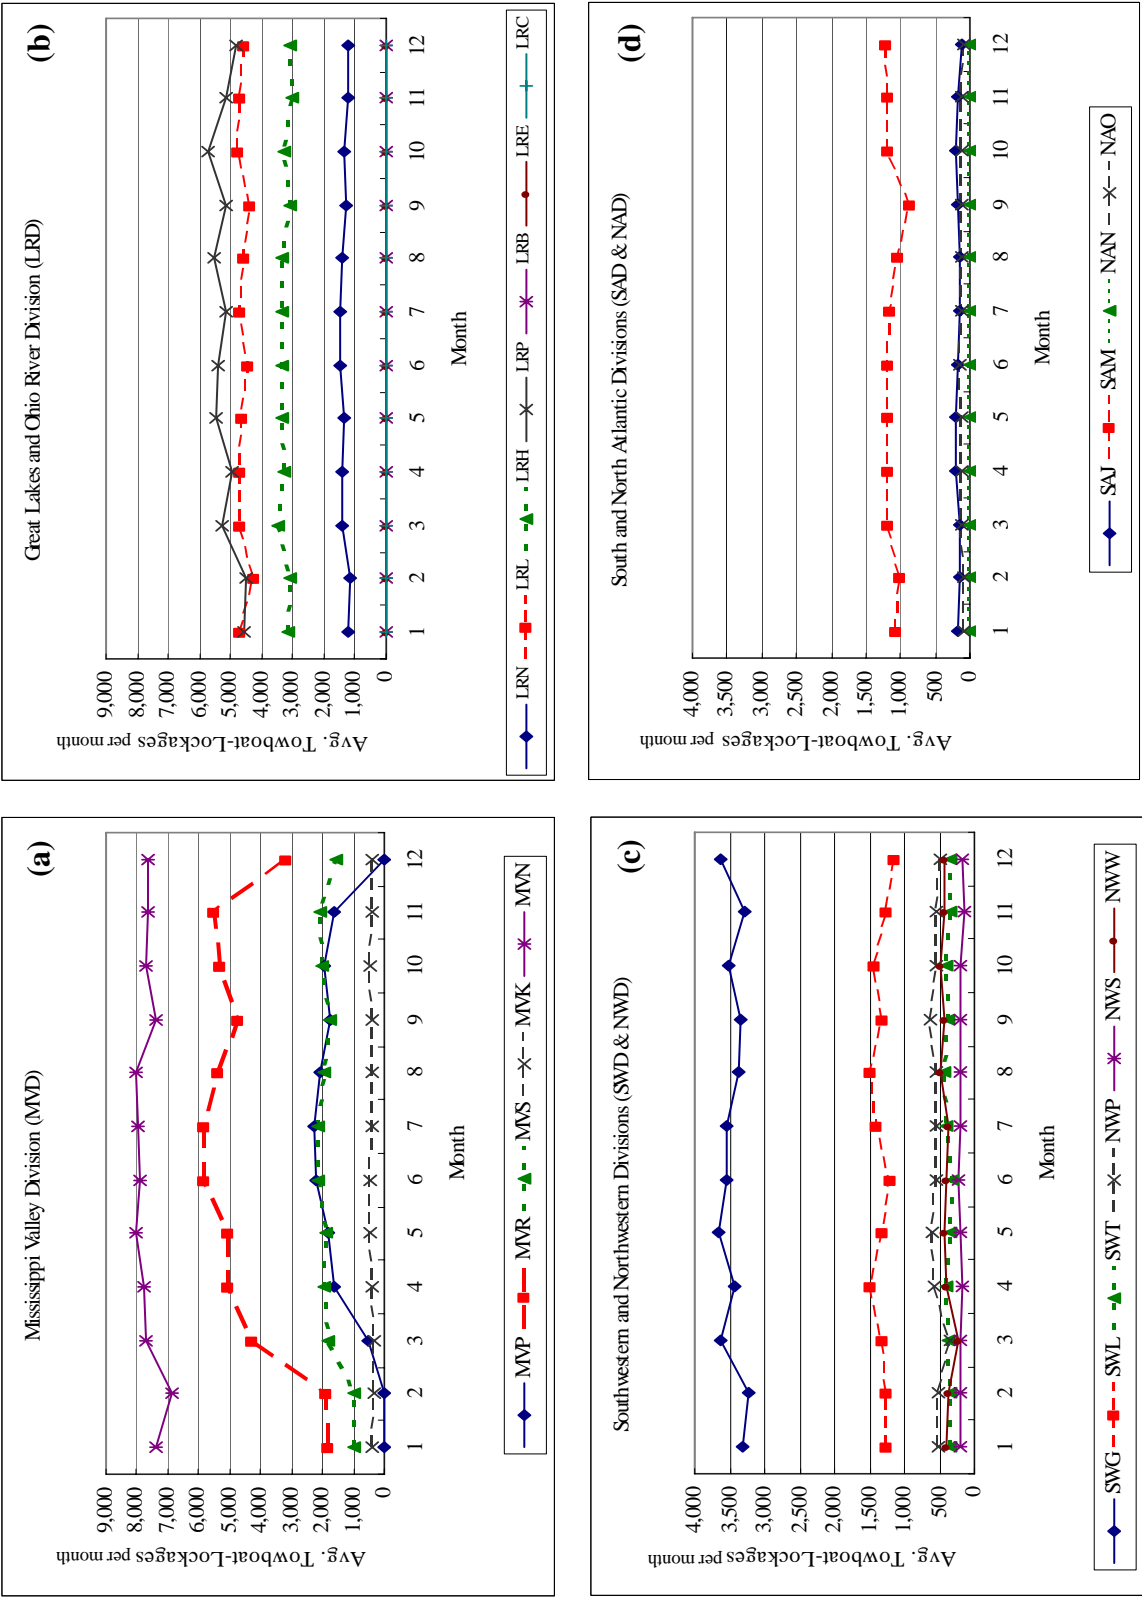 (a)
Mississippi Valley Division (MVD)
9,000
8,000
7,000
6,000
5,000
4,000
3,000
2,000
1,000
0
Avg. Towboat-Lockages per month
1 2 3 4 5 6 7 8 9 10 11 12
Month
MVP MVR MVS MVK MVN
(b)
Great Lakes and Ohio River Division (LRD)
9,000
8,000
7,000
6,000
5,000
4,000
3,000
2,000
1,000
0
Avg. Towboat-Lockages per month
1 2 3 4 5 6 7 8 9 10 11 12
Month
LRN LRL LRH LRP LRB LRE LRC
(c)
Southwestern and Northwestern Divisions (SWD & NWD)
4,000
3,500
3,000
2,500
2,000
1,500
1,000
500
0
Avg. Towboat-Lockages per month
1 2 3 4 5 6 7 8 9 10 11 12
Month
SWG SWL SWT NWP NWS NWW
(d)
South and North Atlantic Divisions (SAD & NAD)
4,000
3,500
3,000
2,500
2,000
1,500
1,000
500
0
Avg. Towboat-Lockages per month
1 2 3 4 5 6 7 8 9 10 11 12
Month
SAJ SAM NAN NAO